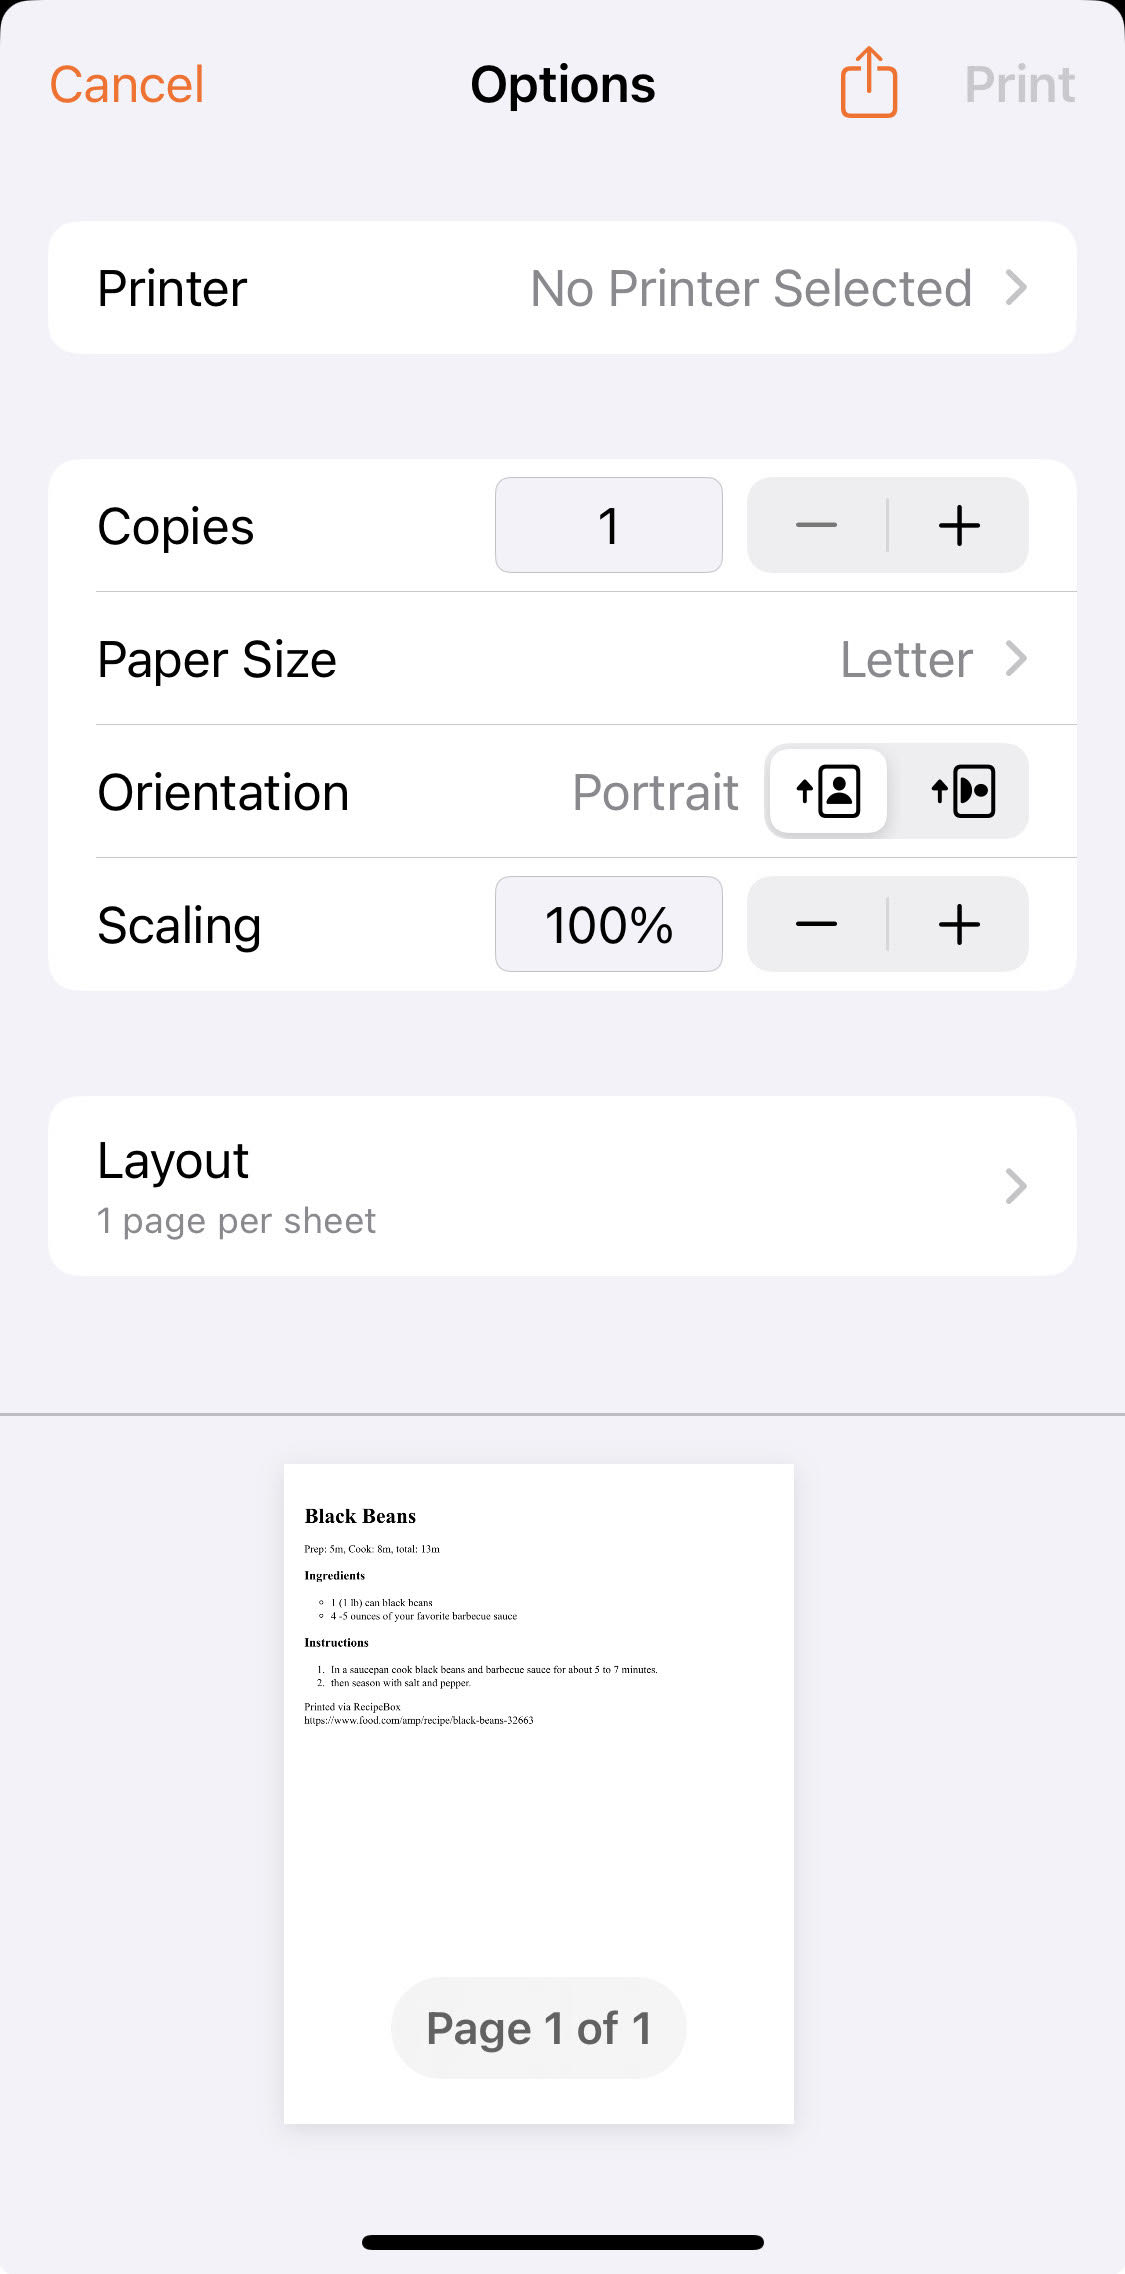 Cancel
Options
Print
Printer
No Printer Selected
Copies
1
Paper Size
Letter
Orientation
Portrait
Scaling
100%
Layout
1 page per sheet
Black Beans
Prep: 5m, Cook: 8m, total: 13m
Ingredients
1 (1 lb) can black beans
4 -5 ounces of your favorite barbecue sauce
Instructions
1. In a saucepan cook black beans and barbecue sauce for about 5 to 7 minutes.
2. then season with salt and pepper.
Printed via RecipeBox
https://www.food.com/amp/recipe/black-beans-32663
Page 1 of 1